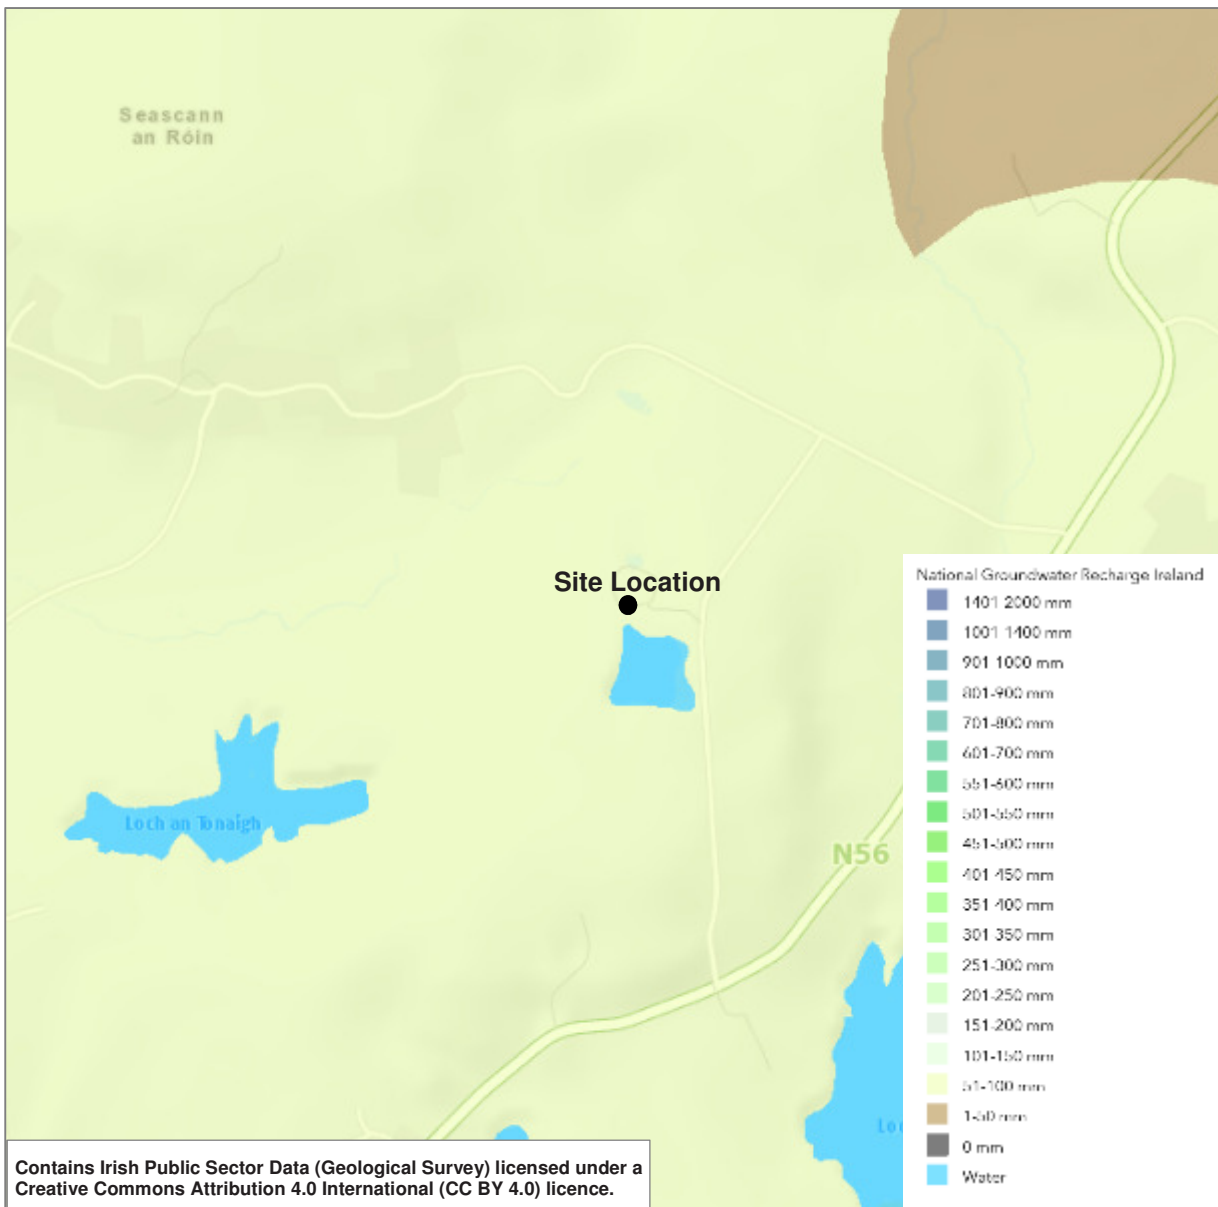 Seascann
an Róin
Site Location
Loch an Tonaigh
N56
Loc
National Groundwater Recharge Ireland
1401 2000 mm
1001 1400 mm
901 1000 mm
801-900 mm
701-800 mm
601-700 mm
551-600 mm
501-550 mm
451-500 mm
401 450 mm
351 400 mm
301 350 mm
251-300 mm
201-250 mm
151-200 mm
101-150 mm
51-100 mm
1-50 mm
0 mm
Water
Contains Irish Public Sector Data (Geological Survey) licensed under a
Creative Commons Attribution 4.0 International (CC BY 4.0) licence.